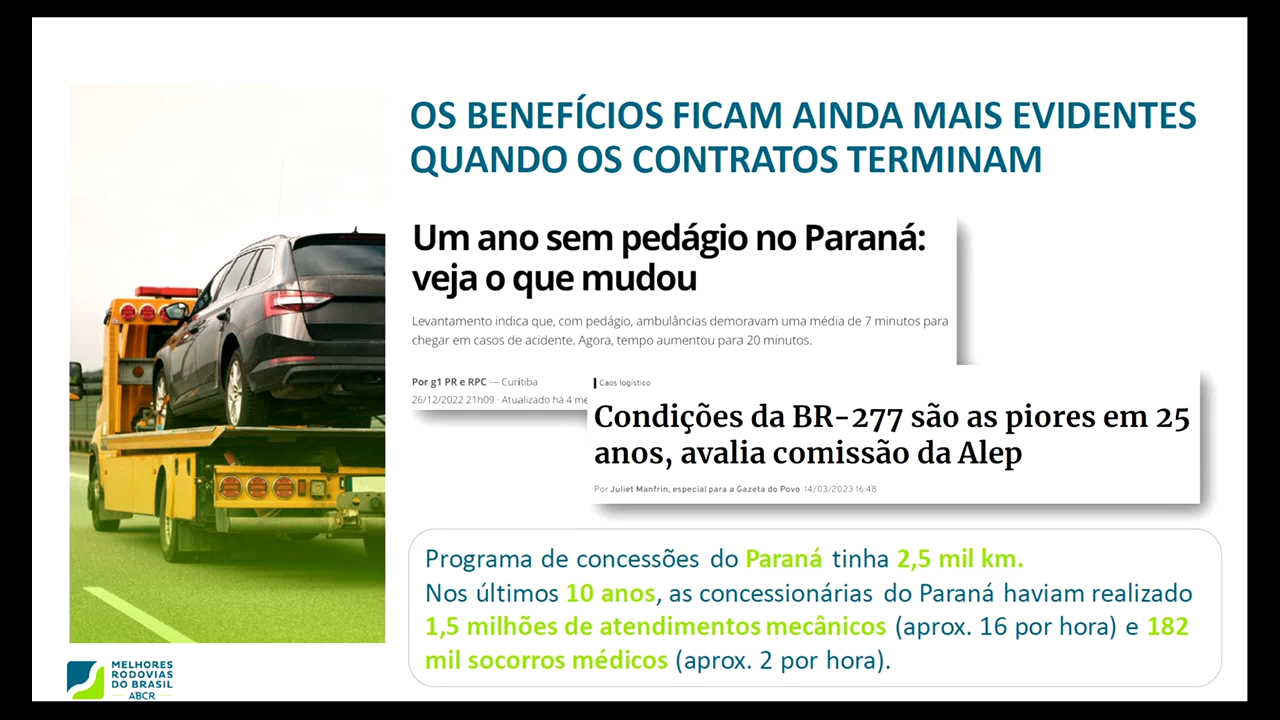 OS BENEFÍCIOS FICAM AINDA MAIS EVIDENTES
QUANDO OS CONTRATOS TERMINAM
Um ano sem pedágio no Paraná:
veja o que mudou
Levantamento indica que, com pedágio, ambulâncias demoravam uma média de 7 minutos para
chegar em casos de acidente. Agora, tempo aumentou para 20 minutos.
Por g1 PR e RPC — Curitiba
26/12/2022 21h09 · Atualizado há 4 me
Caos logístico
Condições da BR-277 são as piores em 25
anos, avalia comissão da Alep
Por Juliet Manfrin, especial para a Gazeta do Povo 14/03/2023 16:48
Programa de concessões do Paraná tinha 2,5 mil km.
Nos últimos 10 anos, as concessionárias do Paraná haviam realizado
1,5 milhões de atendimentos mecânicos (aprox. 16 por hora) e 182
mil socorros médicos (aprox. 2 por hora).
MELHORES
RODOVIAS
DO BRASIL
ABCR